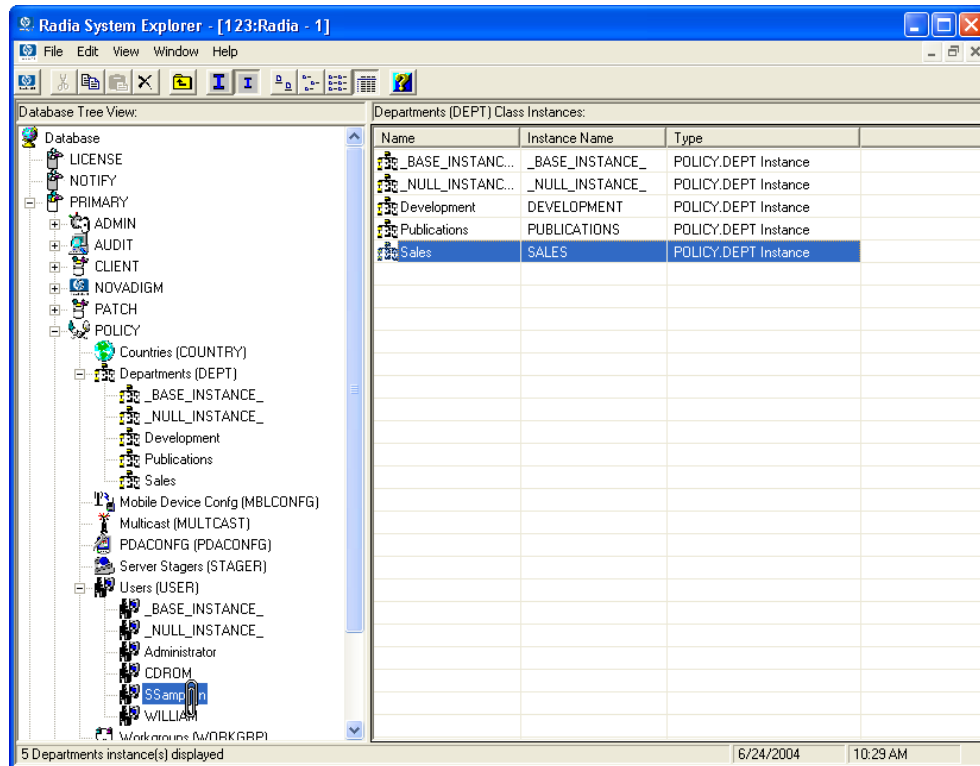 Radia System Explorer - [123:Radia - 1]
File Edit View Window Help
Database Tree View:
Departments (DEPT) Class Instances:
Database
LICENSE
NOTIFY
PRIMARY
ADMIN
AUDIT
CLIENT
NOVADIGM
PATCH
POLICY
Countries (COUNTRY)
Departments (DEPT)
_BASE_INSTANCE_
_NULL_INSTANCE_
Development
Publications
Sales
Mobile Device Confg (MBLCONFG)
Multicast (MULTCAST)
PDACONFG (PDACONFG)
Server Stagers (STAGER)
Users (USER)
_BASE_INSTANCE_
_NULL_INSTANCE_
Administrator
CDROM
WILLIAM
Workgroups (WORKGRP)
Name Instance Name Type
_BASE_INSTANC... _BASE_INSTANCE_ POLICY.DEPT Instance
_NULL_INSTANC... _NULL_INSTANCE_ POLICY.DEPT Instance
Development DEVELOPMENT POLICY.DEPT Instance
Publications PUBLICATIONS POLICY.DEPT Instance
Sales SALES POLICY.DEPT Instance
5 Departments instance(s) displayed
6/24/2004 10:29 AM